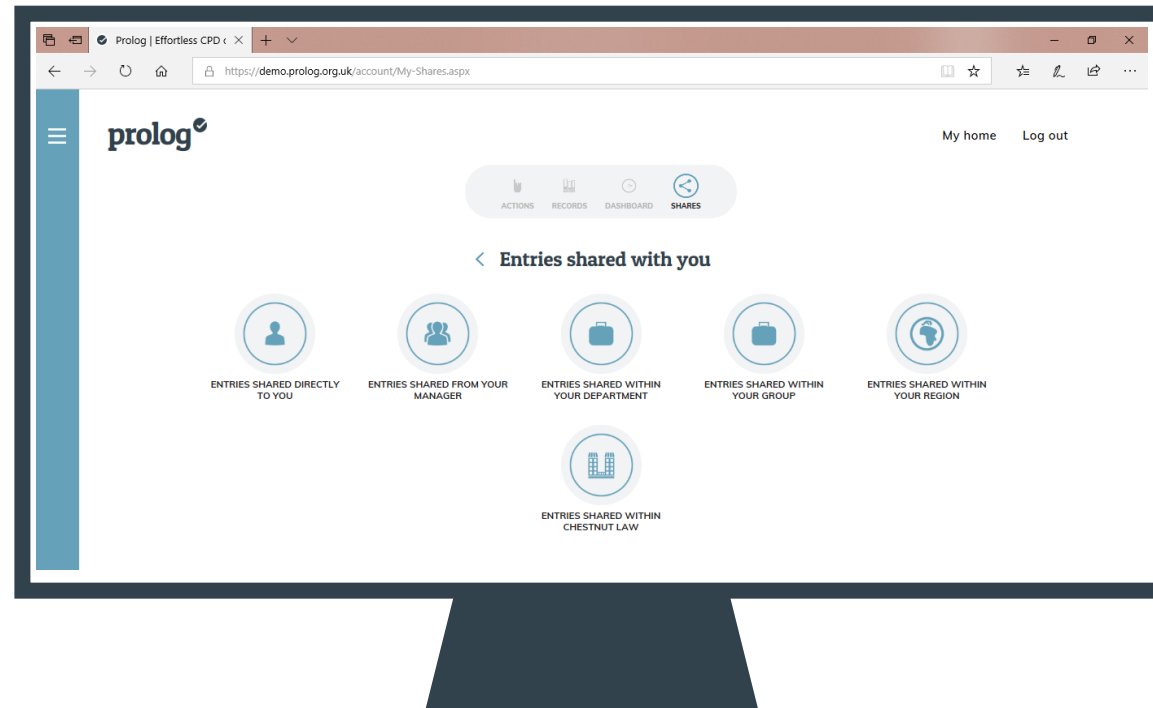 Prolog | Effortless CPD c
https://demo.prolog.org.uk/account/My-Shares.aspx
prolog
My home Log out
ACTIONS RECORDS DASHBOARD SHARES
Entries shared with you
ENTRIES SHARED DIRECTLY
TO YOU
ENTRIES SHARED FROM YOUR
MANAGER
ENTRIES SHARED WITHIN
YOUR DEPARTMENT
ENTRIES SHARED WITHIN
YOUR GROUP
ENTRIES SHARED WITHIN
YOUR REGION
ENTRIES SHARED WITHIN
CHESTNUT LAW